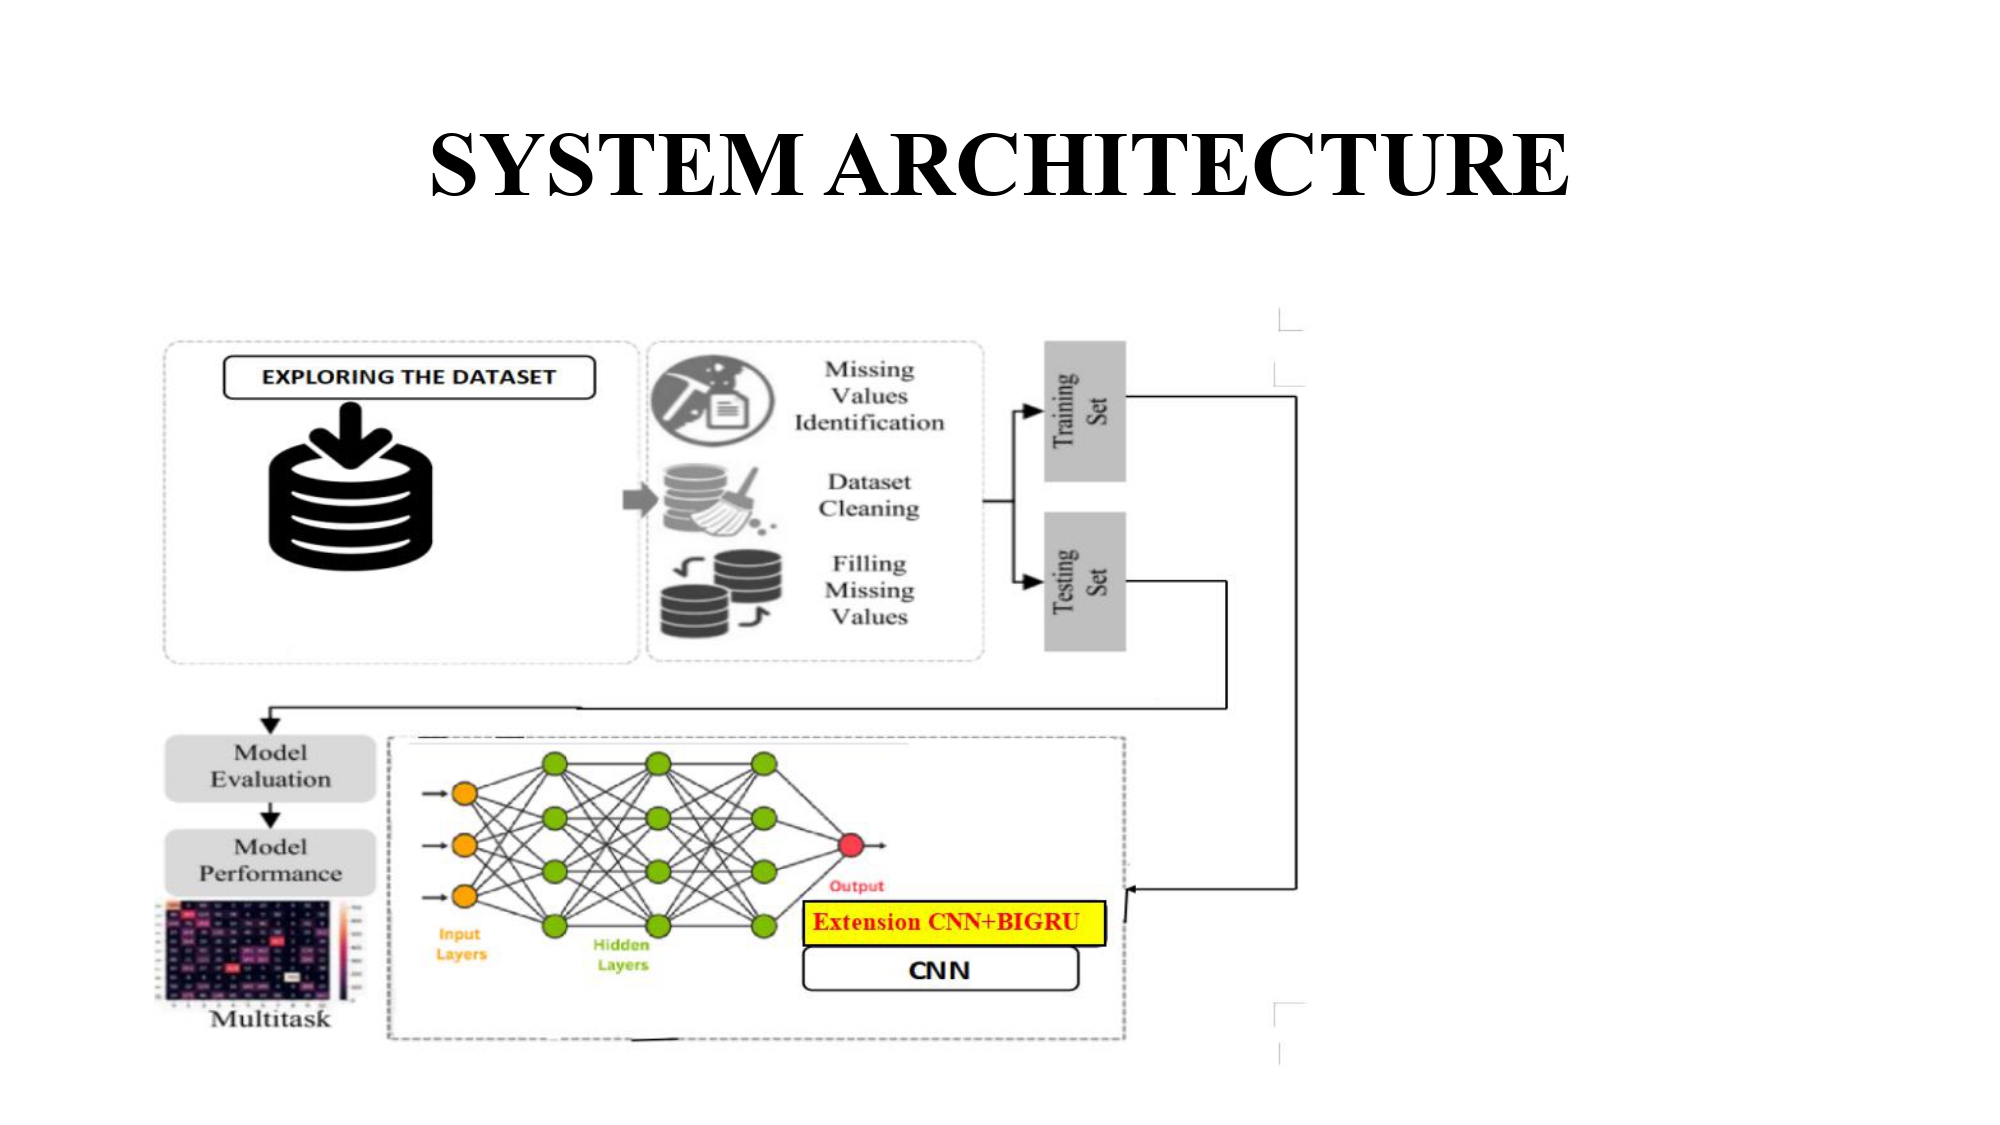 SYSTEM ARCHITECTURE
EXPLORING THE DATASET
Missing
Values
Identification
Dataset
Cleaning
Filling
Missing
Values
Training
Set
Testing
Set
Model
Evaluation
Model
Performance
Multitask
Input
Layers
Hidden
Layers
Output
Extension CNN+BIGRU
CNN